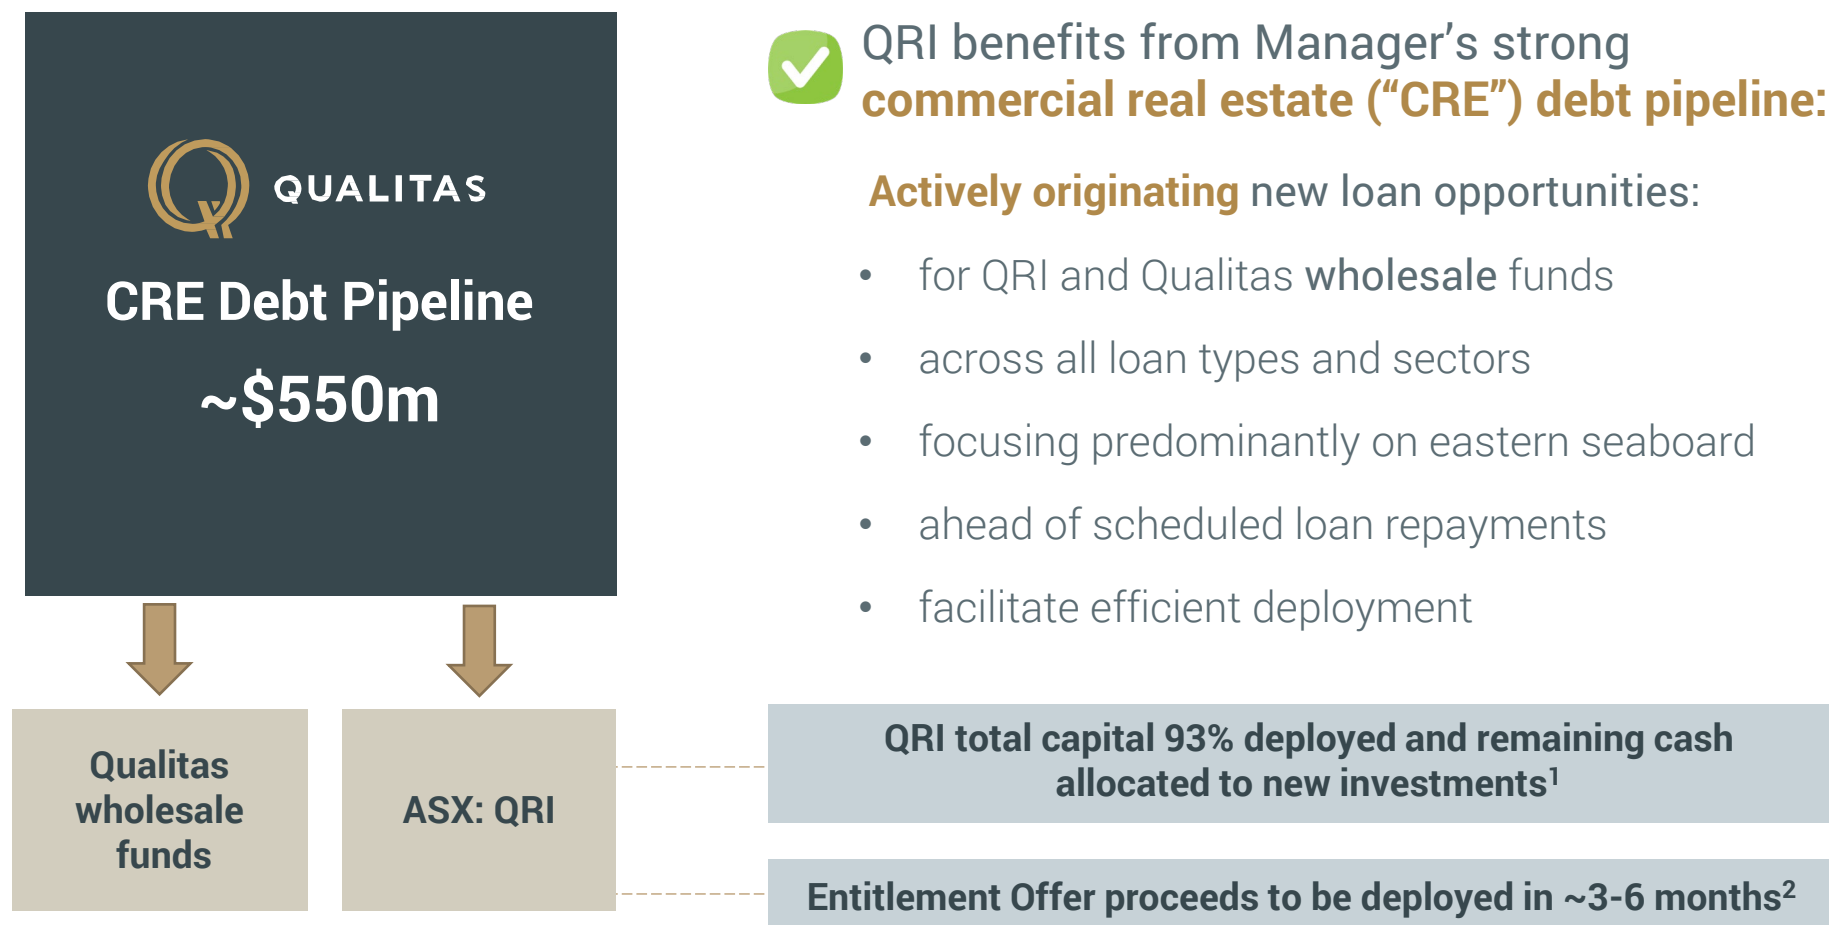 QUALITAS
CRE Debt Pipeline
~$550m
Qualitas
wholesale
funds
ASX: QRI
QRI benefits from Manager’s strong
commercial real estate (“CRE”) debt pipeline:
Actively originating new loan opportunities:
• for QRI and Qualitas wholesale funds
• across all loan types and sectors
• focusing predominantly on eastern seaboard
• ahead of scheduled loan repayments
• facilitate efficient deployment
QRI total capital 93% deployed and remaining cash
allocated to new investments¹
Entitlement Offer proceeds to be deployed in ~3-6 months²